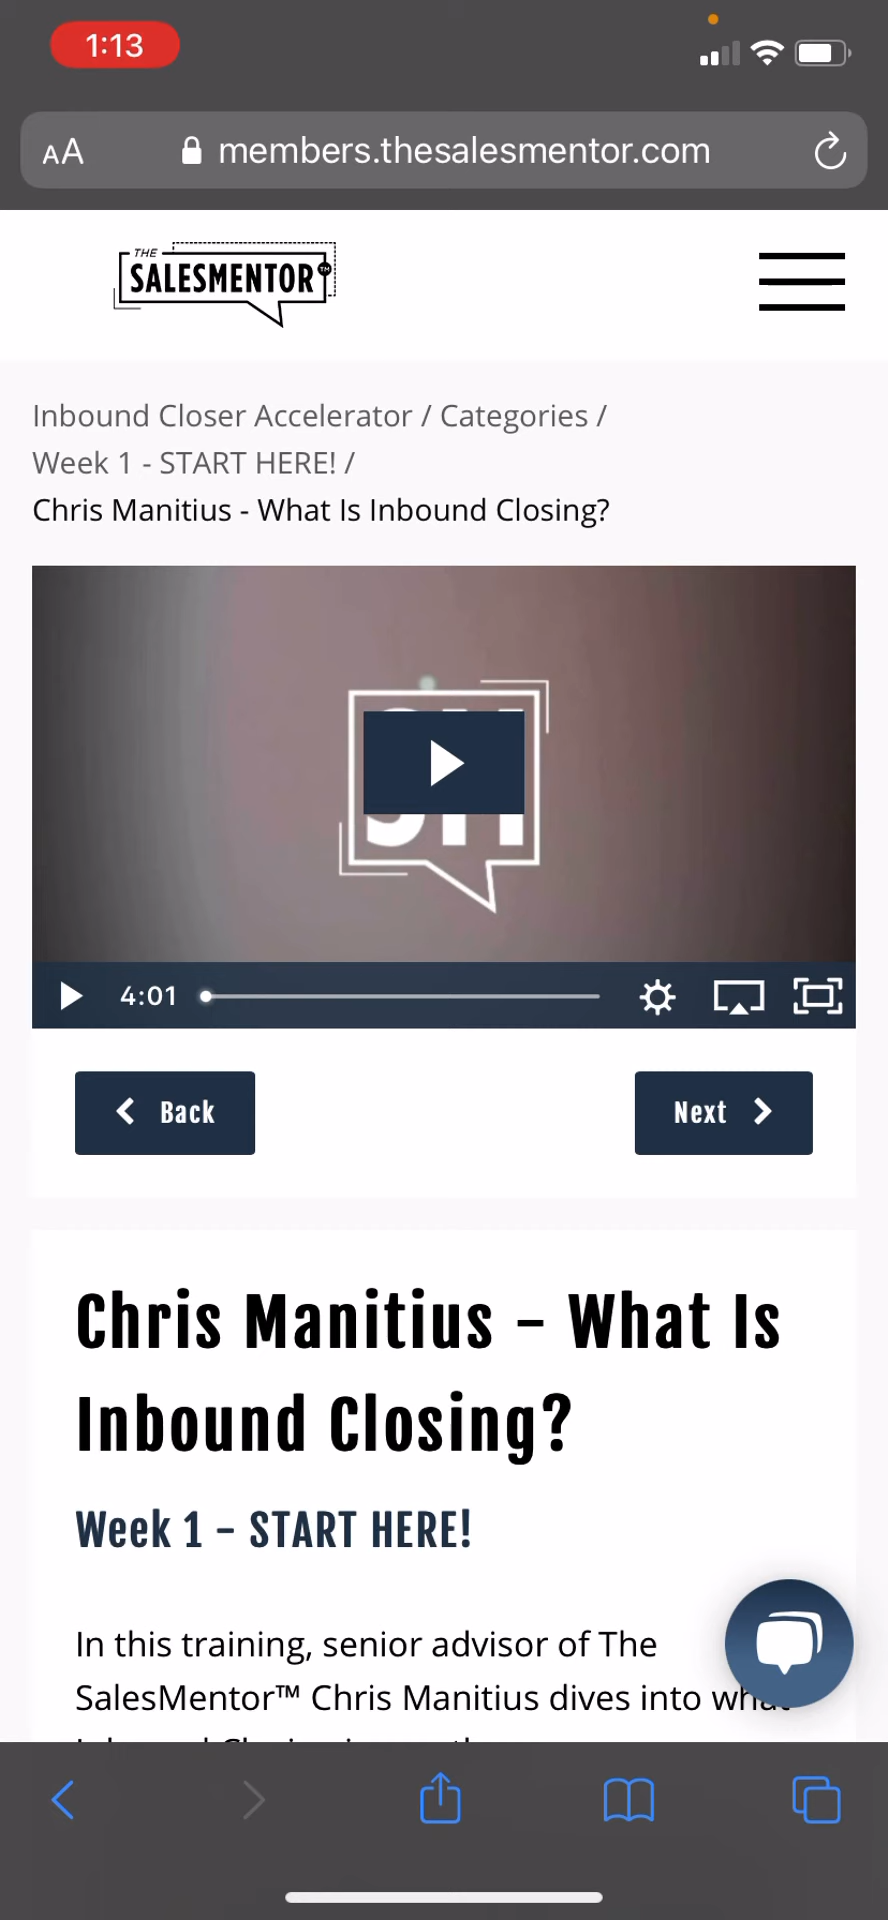 1:13
AA members.thesalesmentor.com
THE
SALESMENTOR TM
Inbound Closer Accelerator / Categories /
Week 1 - START HERE! /
Chris Manitius - What Is Inbound Closing?
4:01
Back
Next
Chris Manitius - What Is
Inbound Closing?
Week 1 - START HERE!
In this training, senior advisor of The
SalesMentor™ Chris Manitius dives into what